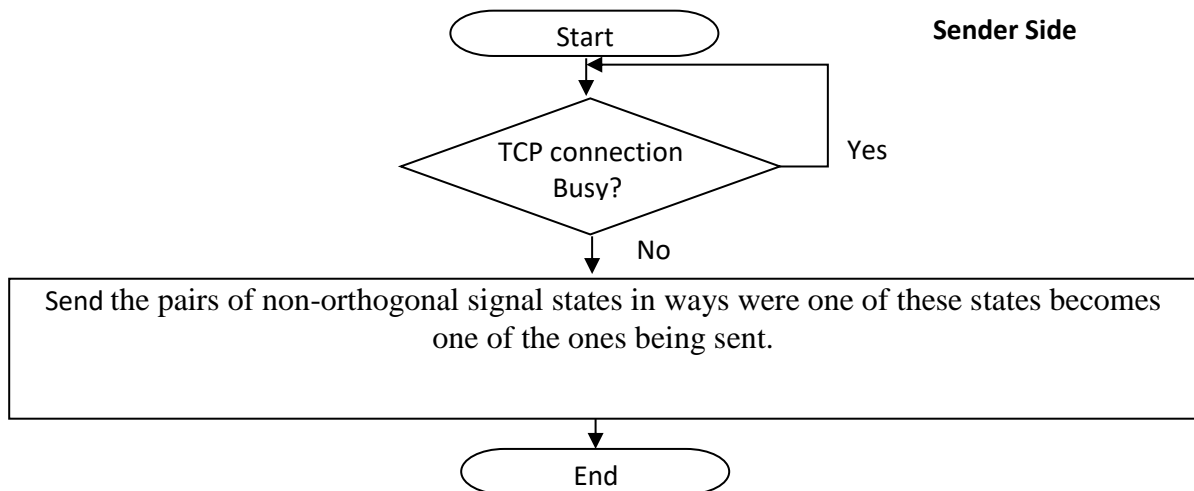 Start
Sender Side
TCP connection
Busy?
Yes
No
Send the pairs of non-orthogonal signal states in ways were one of these states becomes
one of the ones being sent.
End